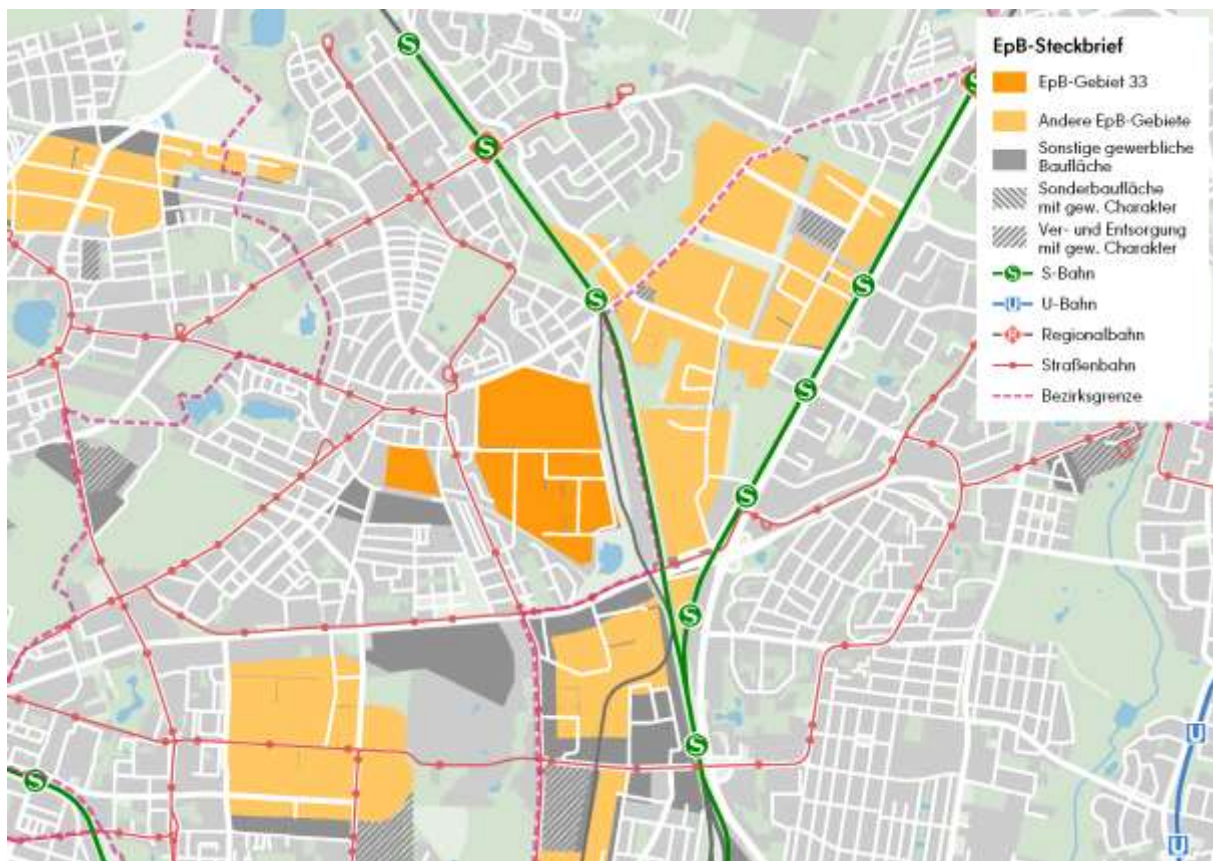 EpB-Steckbrief
EpB-Gebiet 33
Andere EpB-Gebiete
Sonstige gewerbliche
Baufläche
Sonderbaufläche
mit gew. Charakter
Ver- und Entsorgung
mit gew. Charakter
S
S-Bahn
U
U-Bahn
R
Regionalbahn
Straßenbahn
Bezirksgrenze
S
S
S
S
S
S
S
S
S
S
S
U
U